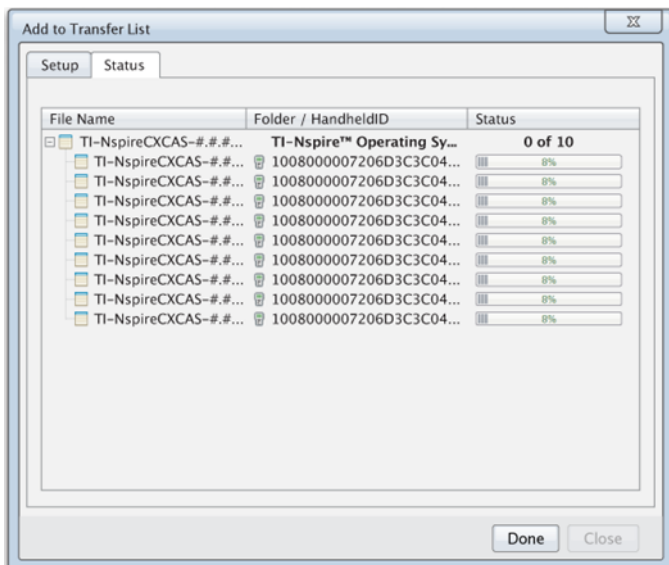 Add to Transfer List
Setup Status
File Name Folder / HandheldID Status
TI-NspireCXCAS-#.#.#... TI-Nspire™ Operating Sy... 0 of 10
TI-NspireCXCAS-#.#... 1008000007206D3C3C04... 8%
TI-NspireCXCAS-#.#... 1008000007206D3C3C04... 8%
TI-NspireCXCAS-#.#... 1008000007206D3C3C04... 8%
TI-NspireCXCAS-#.#... 1008000007206D3C3C04... 8%
TI-NspireCXCAS-#.#... 1008000007206D3C3C04... 8%
TI-NspireCXCAS-#.#... 1008000007206D3C3C04... 8%
TI-NspireCXCAS-#.#... 1008000007206D3C3C04... 8%
TI-NspireCXCAS-#.#... 1008000007206D3C3C04... 8%
TI-NspireCXCAS-#.#... 1008000007206D3C3C04... 8%
Done Close